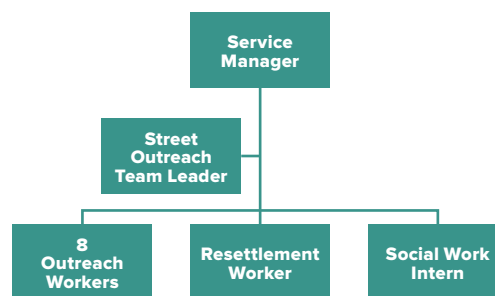 Service
Manager
Street
Outreach
Team Leader
8
Outreach
Workers
Resettlement
Worker
Social Work
Intern